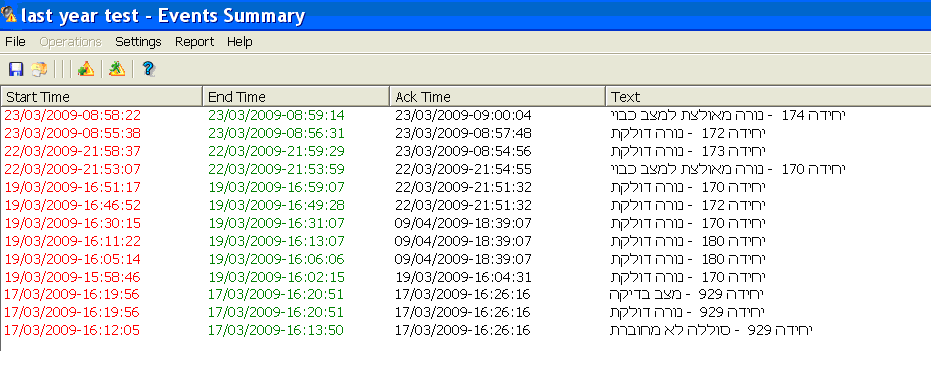 last year test - Events Summary
File Operations Settings Report Help
Start Time End Time Ack Time Text
23/03/2009-08:58:22 23/03/2009-08:59:14 23/03/2009-09:00:04 יחידה 174 - נורה מאולצת למצב כבוי
23/03/2009-08:55:38 23/03/2009-08:56:31 23/03/2009-08:57:48 יחידה 172 - נורה דולקת
22/03/2009-21:58:37 22/03/2009-21:59:29 23/03/2009-08:54:56 יחידה 173 - נורה דולקת
22/03/2009-21:53:07 22/03/2009-21:53:59 22/03/2009-21:54:55 יחידה 170 - נורה מאולצת למצב כבוי
19/03/2009-16:51:17 19/03/2009-16:59:07 22/03/2009-21:51:32 יחידה 170 - נורה דולקת
19/03/2009-16:46:52 19/03/2009-16:49:28 22/03/2009-21:51:32 יחידה 172 - נורה דולקת
19/03/2009-16:30:15 19/03/2009-16:31:07 09/04/2009-18:39:07 יחידה 170 - נורה דולקת
19/03/2009-16:11:22 19/03/2009-16:13:07 09/04/2009-18:39:07 יחידה 180 - נורה דולקת
19/03/2009-16:05:14 19/03/2009-16:06:06 09/04/2009-18:39:07 יחידה 180 - נורה דולקת
19/03/2009-15:58:46 19/03/2009-16:02:15 19/03/2009-16:04:31 יחידה 170 - נורה דולקת
17/03/2009-16:19:56 17/03/2009-16:20:51 17/03/2009-16:26:16 יחידה 929 - מצב בדיקה
17/03/2009-16:19:56 17/03/2009-16:20:51 17/03/2009-16:26:16 יחידה 929 - נורה דולקת
17/03/2009-16:12:05 17/03/2009-16:13:50 17/03/2009-16:26:16 יחידה 929 - סוללה לא מחוברת